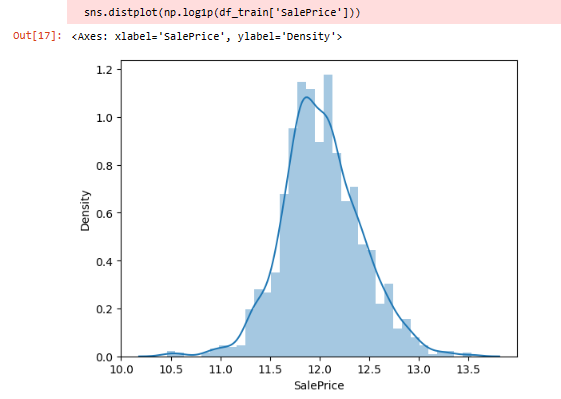 sns.distplot(np.log1p(df_train['SalePrice']))
Out[17]: <Axes: xlabel='SalePrice', ylabel='Density'>
1.2
1.0
0.8
0.6
0.4
0.2
0.0
Density
10.0 10.5 11.0 11.5 12.0 12.5 13.0 13.5
SalePrice